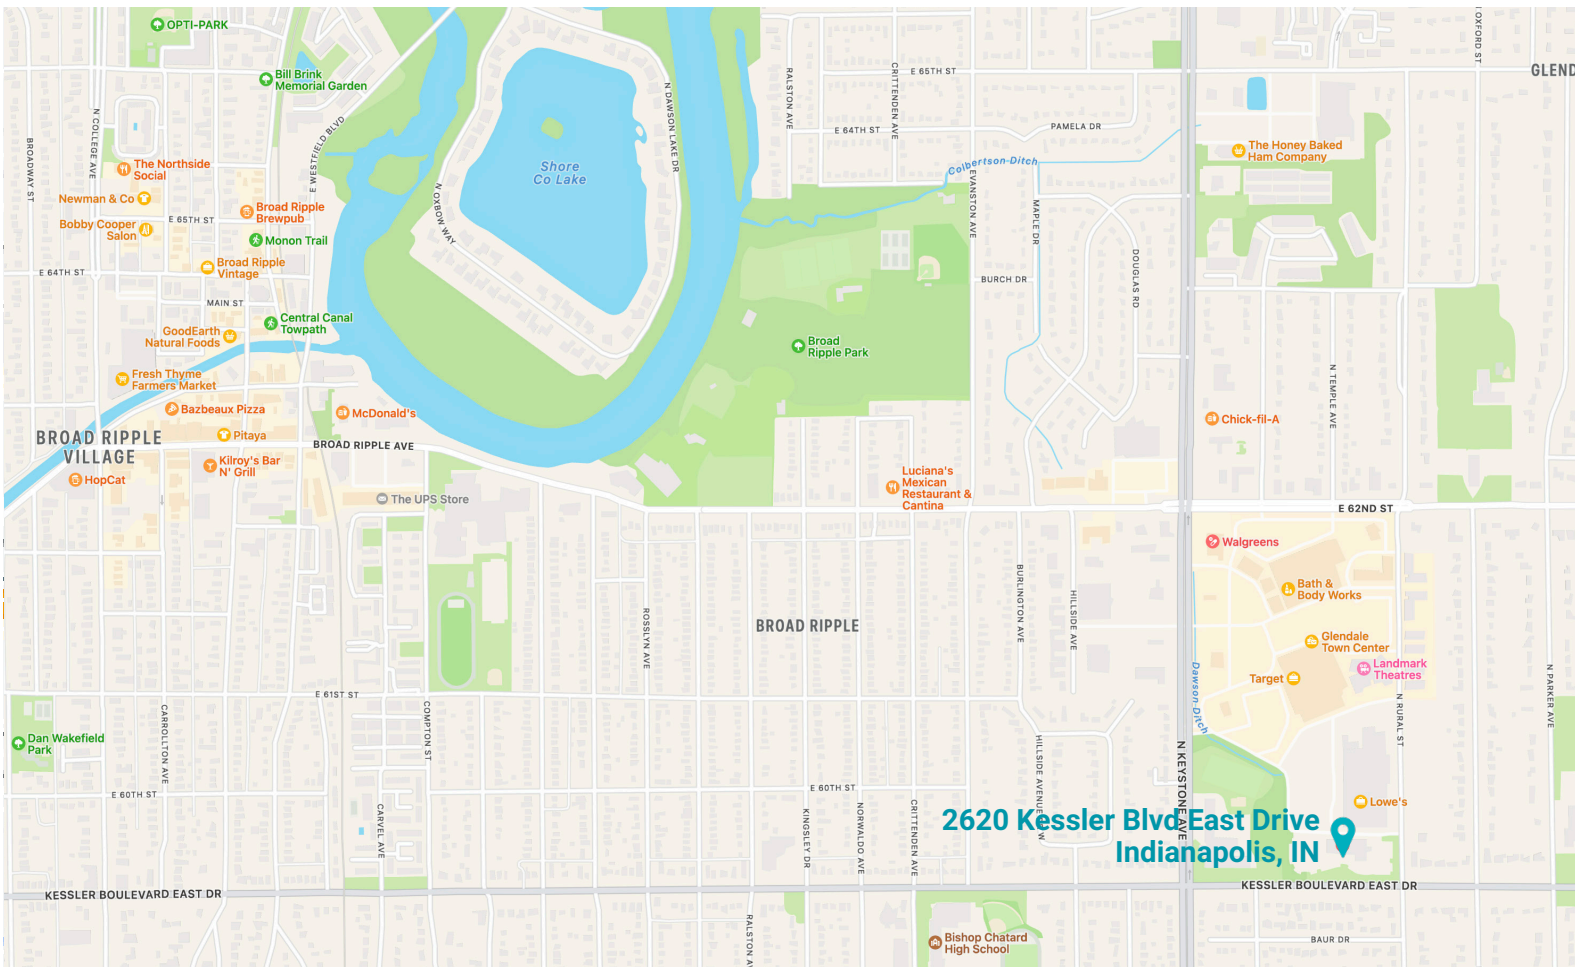 OPTI-PARK
Bill Brink
Memorial Garden
N COLLEGE AVE
BROADWAY ST
E WESTFIELD BLVD
The Northside
Social
Newman & Co
Broad Ripple
Brewpub
E 65TH ST
Bobby Cooper
Salon
Monon Trail
Broad Ripple
Vintage
E 64TH ST
MAIN ST
Central Canal
Towpath
GoodEarth
Natural Foods
Fresh Thyme
Farmers Market
Bazbeaux Pizza
McDonald's
BROAD RIPPLE
VILLAGE
Pitaya
BROAD RIPPLE AVE
Kilroy's Bar
N' Grill
HopCat
The UPS Store
Shore
Co Lake
N OXBOW WAY
N DAWSON LAKE DR
RALSTON AVE
CRITTENDEN AVE
E 65TH ST
E 64TH ST
PAMELA DR
Colbertson Ditch
EVANSTON AVE
MAPLE DR
DOUGLAS RD
BURCH DR
Broad
Ripple Park
OXFORD ST
GLEND
The Honey Baked
Ham Company
N TEMPLE AVE
Chick-fil-A
Luciana's
Mexican
Restaurant &
Cantina
E 62ND ST
Walgreens
Bath &
Body Works
Glendale
Town Center
Landmark
Theatres
Target
Dawson Ditch
N RURAL ST
N PARKER AVE
BURLINGTON AVE
HILLSIDE AVE
ROSSLYN AVE
BROAD RIPPLE
E 61ST ST
COMPTON ST
CARROLLTON AVE
Dan Wakefield
Park
E 60TH ST
CARVEL AVE
E 60TH ST
KINGSLEY DR
NORWALDO AVE
CRITTENDEN AVE
N KEYSTONE AVE
Lowe's
2620 Kessler Blvd East Drive
Indianapolis, IN
KESSLER BOULEVARD EAST DR
KESSLER BOULEVARD EAST DR
Bishop Chatard
High School
BAUR DR